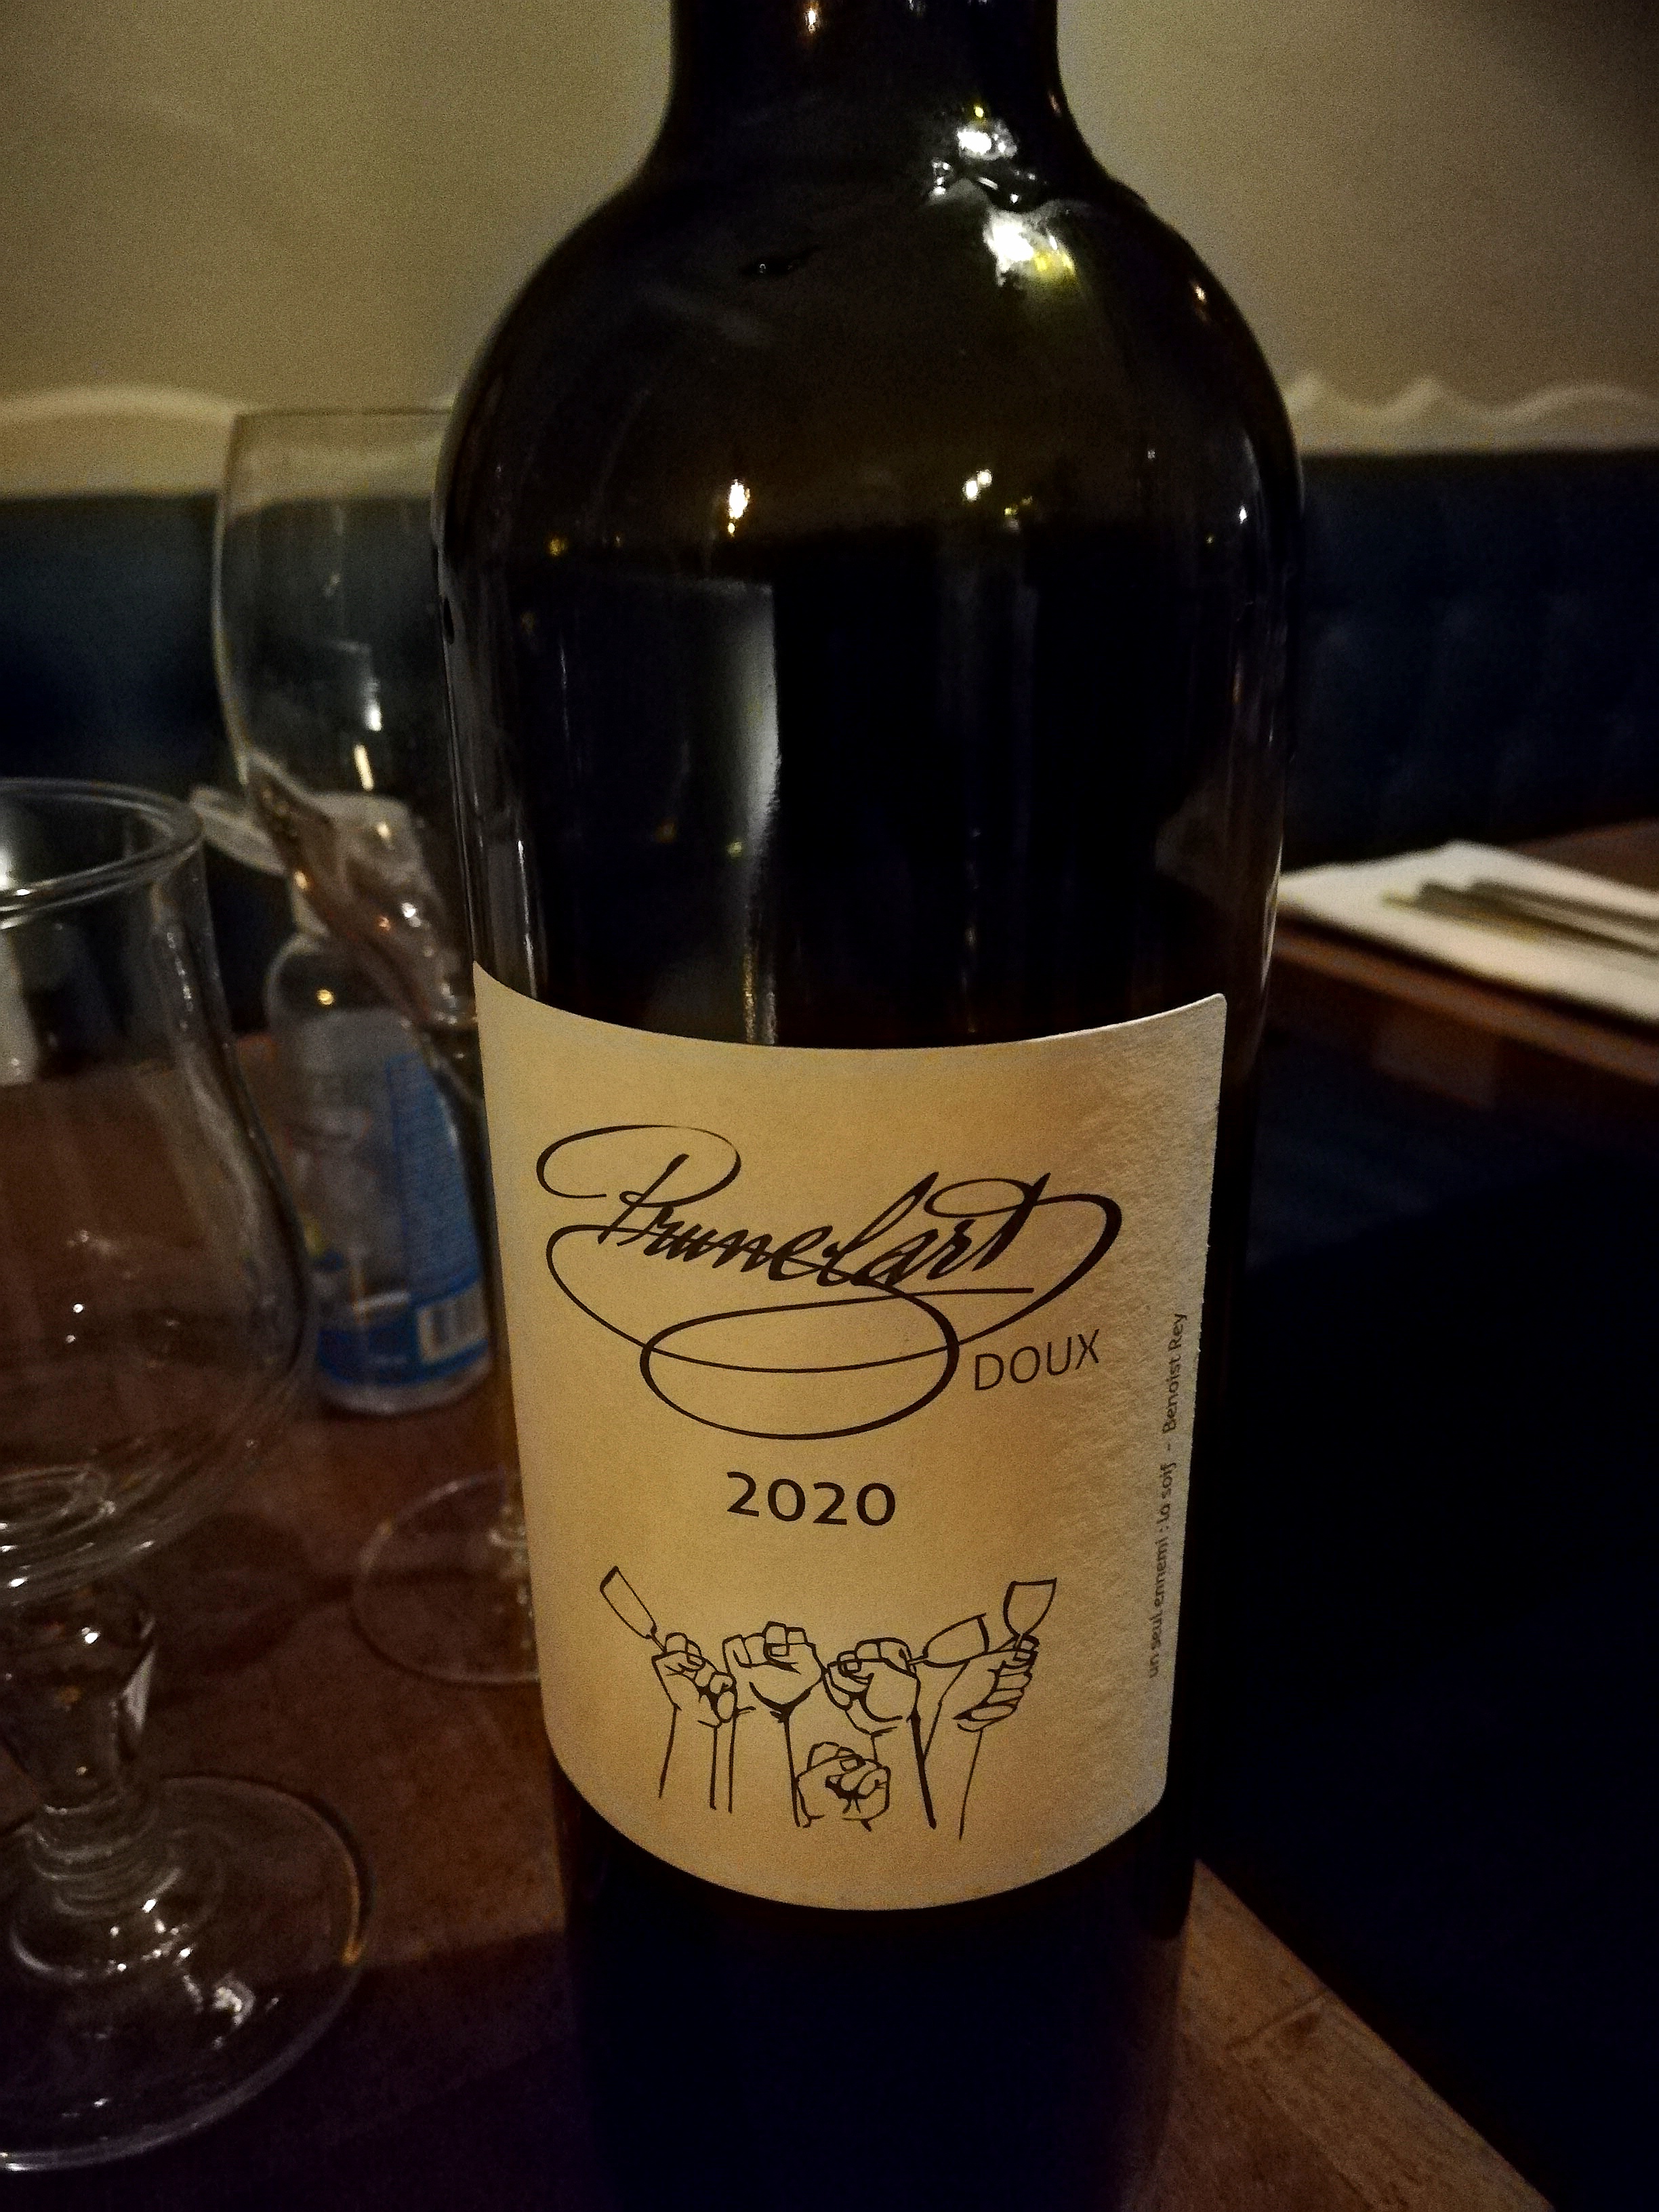 Prunelart
DOUX
2020
un seul ennemi : la soif - Benoist Rey